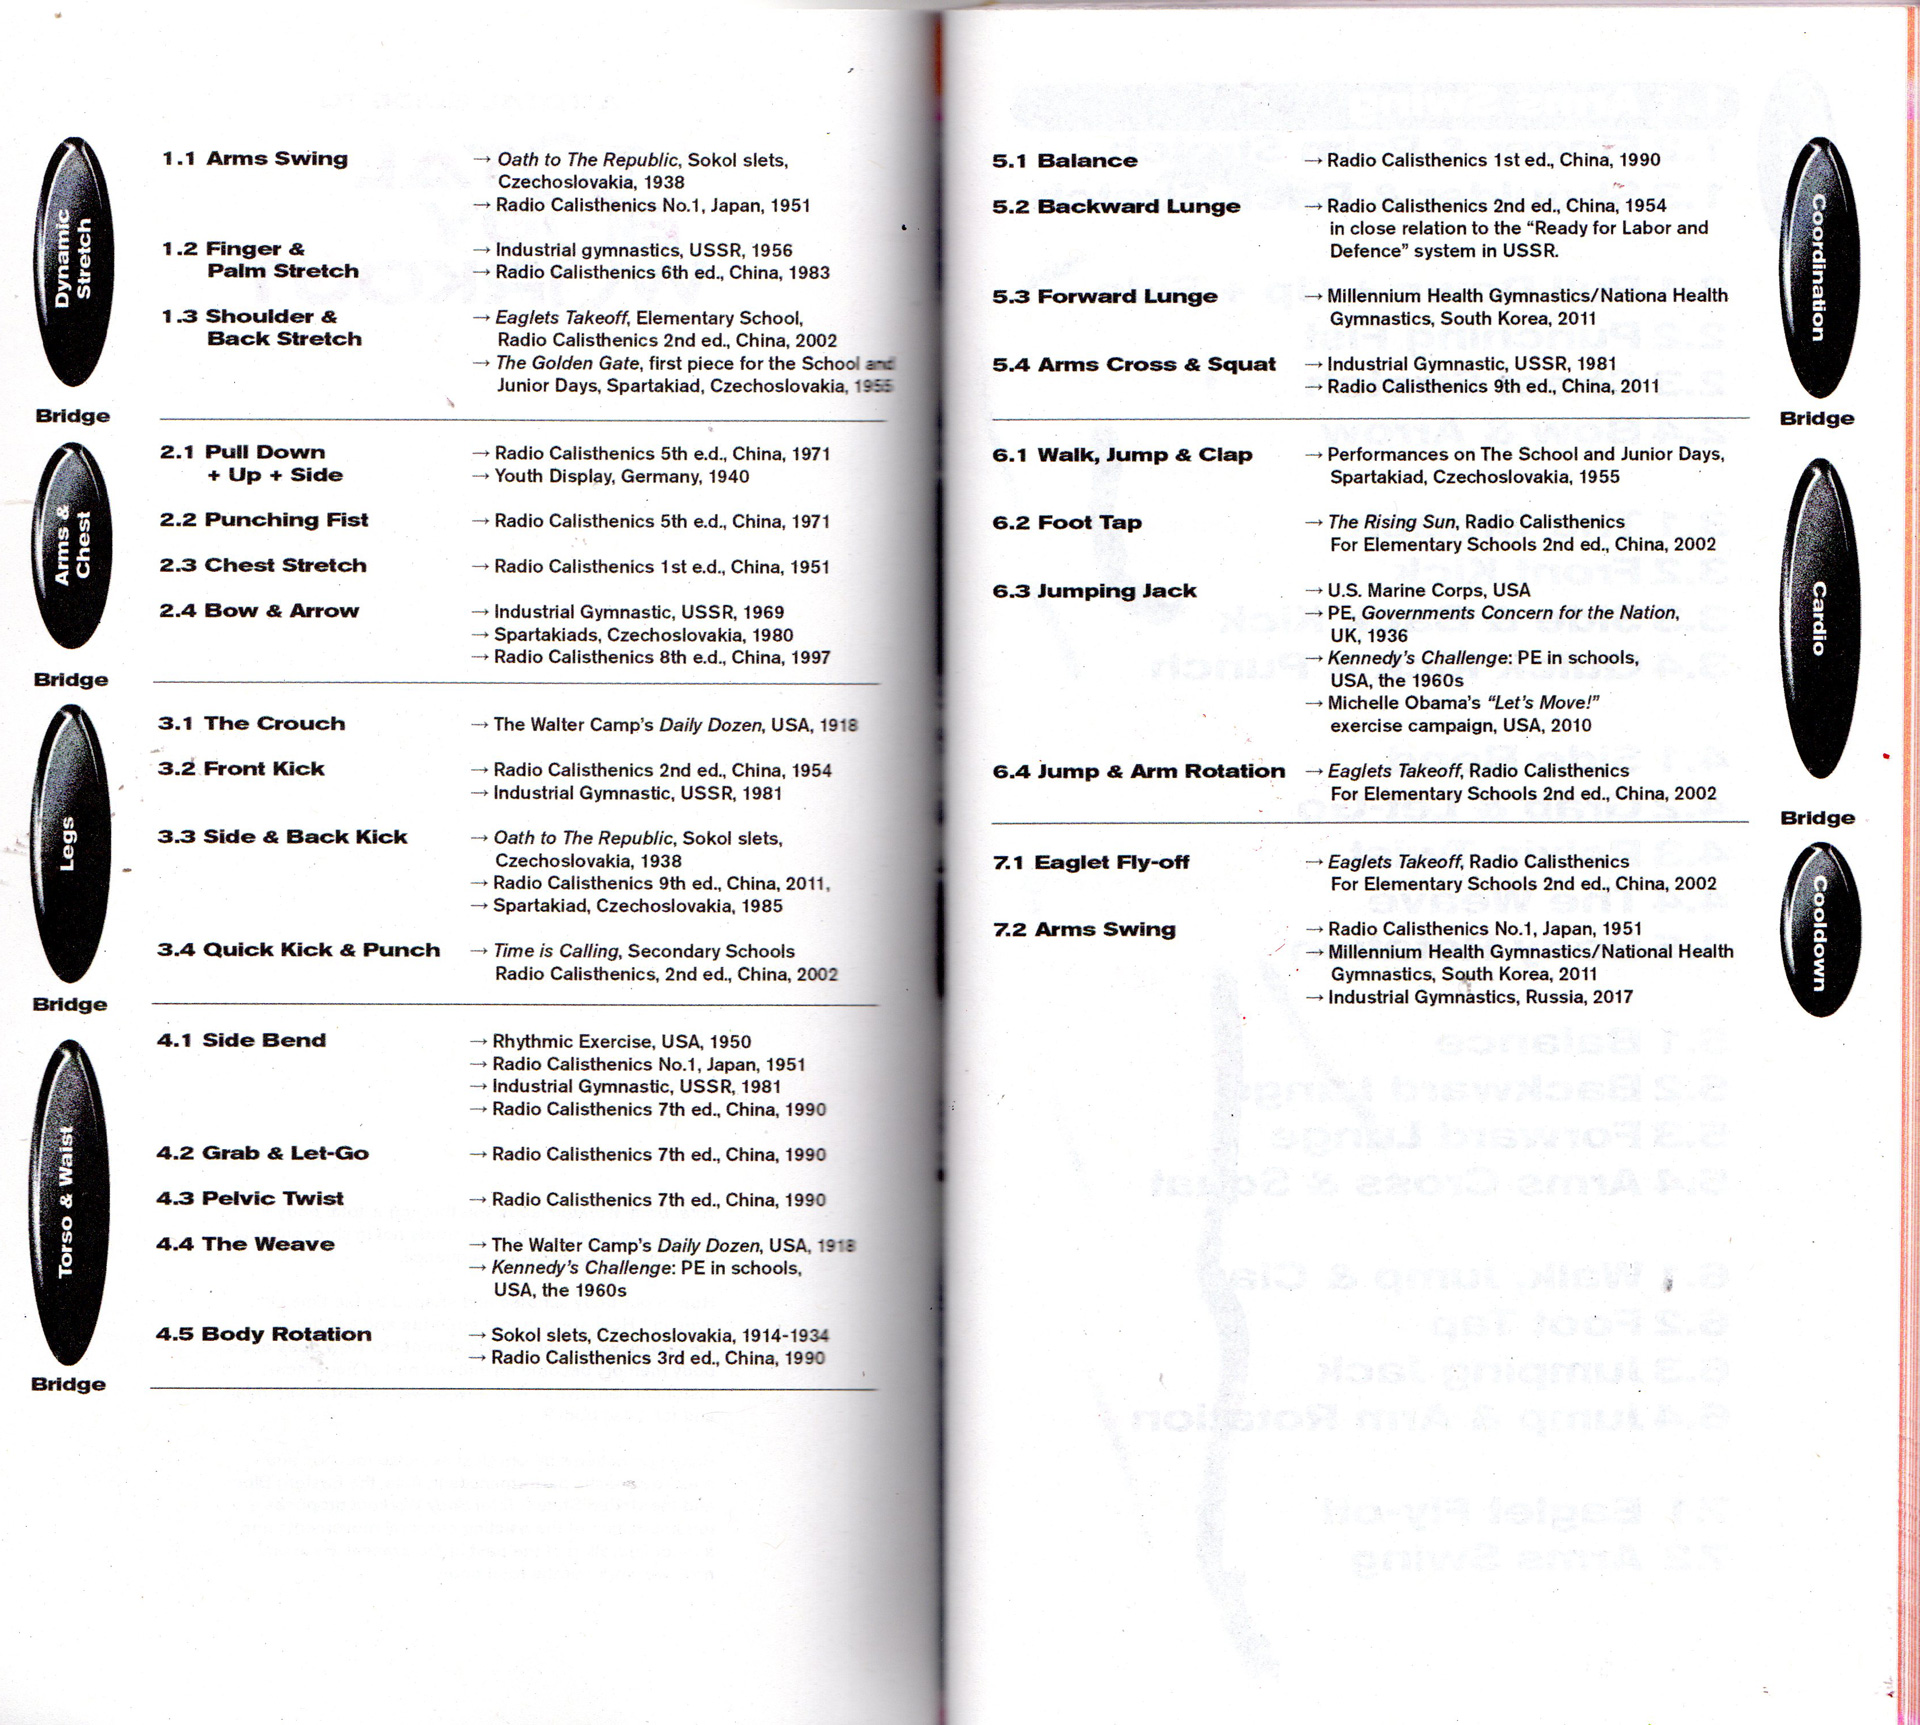 Dynamic
Stretch
1.1 Arms Swing
→ Oath to The Republic, Sokol slets,
Czechoslovakia, 1938
→ Radio Calisthenics No.1, Japan, 1951
1.2 Finger &
Palm Stretch
→ Industrial gymnastics, USSR, 1956
→ Radio Calisthenics 6th ed., China, 1983
1.3 Shoulder &
Back Stretch
→ Eaglets Takeoff, Elementary School,
Radio Calisthenics 2nd ed., China, 2002
→ The Golden Gate, first piece for the School and
Junior Days, Spartakiad, Czechoslovakia, 1955
Bridge
Arms &
Chest
2.1 Pull Down
+ Up + Side
→ Radio Calisthenics 5th e.d., China, 1971
→ Youth Display, Germany, 1940
2.2 Punching Fist
→ Radio Calisthenics 5th e.d., China, 1971
2.3 Chest Stretch
→ Radio Calisthenics 1st e.d., China, 1951
2.4 Bow & Arrow
→ Industrial Gymnastic, USSR, 1969
→ Spartakiads, Czechoslovakia, 1980
→ Radio Calisthenics 8th e.d., China, 1997
Bridge
Legs
3.1 The Crouch
→ The Walter Camp's Daily Dozen, USA, 1918
3.2 Front Kick
→ Radio Calisthenics 2nd ed., China, 1954
→ Industrial Gymnastic, USSR, 1981
3.3 Side & Back Kick
→ Oath to The Republic, Sokol slets,
Czechoslovakia, 1938
→ Radio Calisthenics 9th ed., China, 2011,
→ Spartakiad, Czechoslovakia, 1985
3.4 Quick Kick & Punch
→ Time is Calling, Secondary Schools
Radio Calisthenics, 2nd ed., China, 2002
Bridge
Torso & Waist
4.1 Side Bend
→ Rhythmic Exercise, USA, 1950
→ Radio Calisthenics No.1, Japan, 1951
→ Industrial Gymnastic, USSR, 1981
→ Radio Calisthenics 7th ed., China, 1990
4.2 Grab & Let-Go
→ Radio Calisthenics 7th ed., China, 1990
4.3 Pelvic Twist
→ Radio Calisthenics 7th ed., China, 1990
4.4 The Weave
→ The Walter Camp's Daily Dozen, USA, 1918
→ Kennedy's Challenge: PE in schools,
USA, the 1960s
4.5 Body Rotation
→ Sokol slets, Czechoslovakia, 1914-1934
→ Radio Calisthenics 3rd ed., China, 1990
Bridge
Coordination
5.1 Balance
→ Radio Calisthenics 1st ed., China, 1990
5.2 Backward Lunge
→ Radio Calisthenics 2nd ed., China, 1954
in close relation to the “Ready for Labor and
Defence” system in USSR.
5.3 Forward Lunge
→ Millennium Health Gymnastics/Nationa Health
Gymnastics, South Korea, 2011
5.4 Arms Cross & Squat
→ Industrial Gymnastic, USSR, 1981
→ Radio Calisthenics 9th ed., China, 2011
Bridge
Cardio
6.1 Walk, Jump & Clap
→ Performances on The School and Junior Days,
Spartakiad, Czechoslovakia, 1955
6.2 Foot Tap
→ The Rising Sun, Radio Calisthenics
For Elementary Schools 2nd ed., China, 2002
6.3 Jumping Jack
→ U.S. Marine Corps, USA
→ PE, Governments Concern for the Nation,
UK, 1936
→ Kennedy's Challenge: PE in schools,
USA, the 1960s
→ Michelle Obama's “Let's Move!”
exercise campaign, USA, 2010
6.4 Jump & Arm Rotation
→ Eaglets Takeoff, Radio Calisthenics
For Elementary Schools 2nd ed., China, 2002
Bridge
Cooldown
7.1 Eaglet Fly-off
→ Eaglets Takeoff, Radio Calisthenics
For Elementary Schools 2nd ed., China, 2002
7.2 Arms Swing
→ Radio Calisthenics No.1, Japan, 1951
→ Millennium Health Gymnastics/National Health
Gymnastics, South Korea, 2011
→ Industrial Gymnastics, Russia, 2017